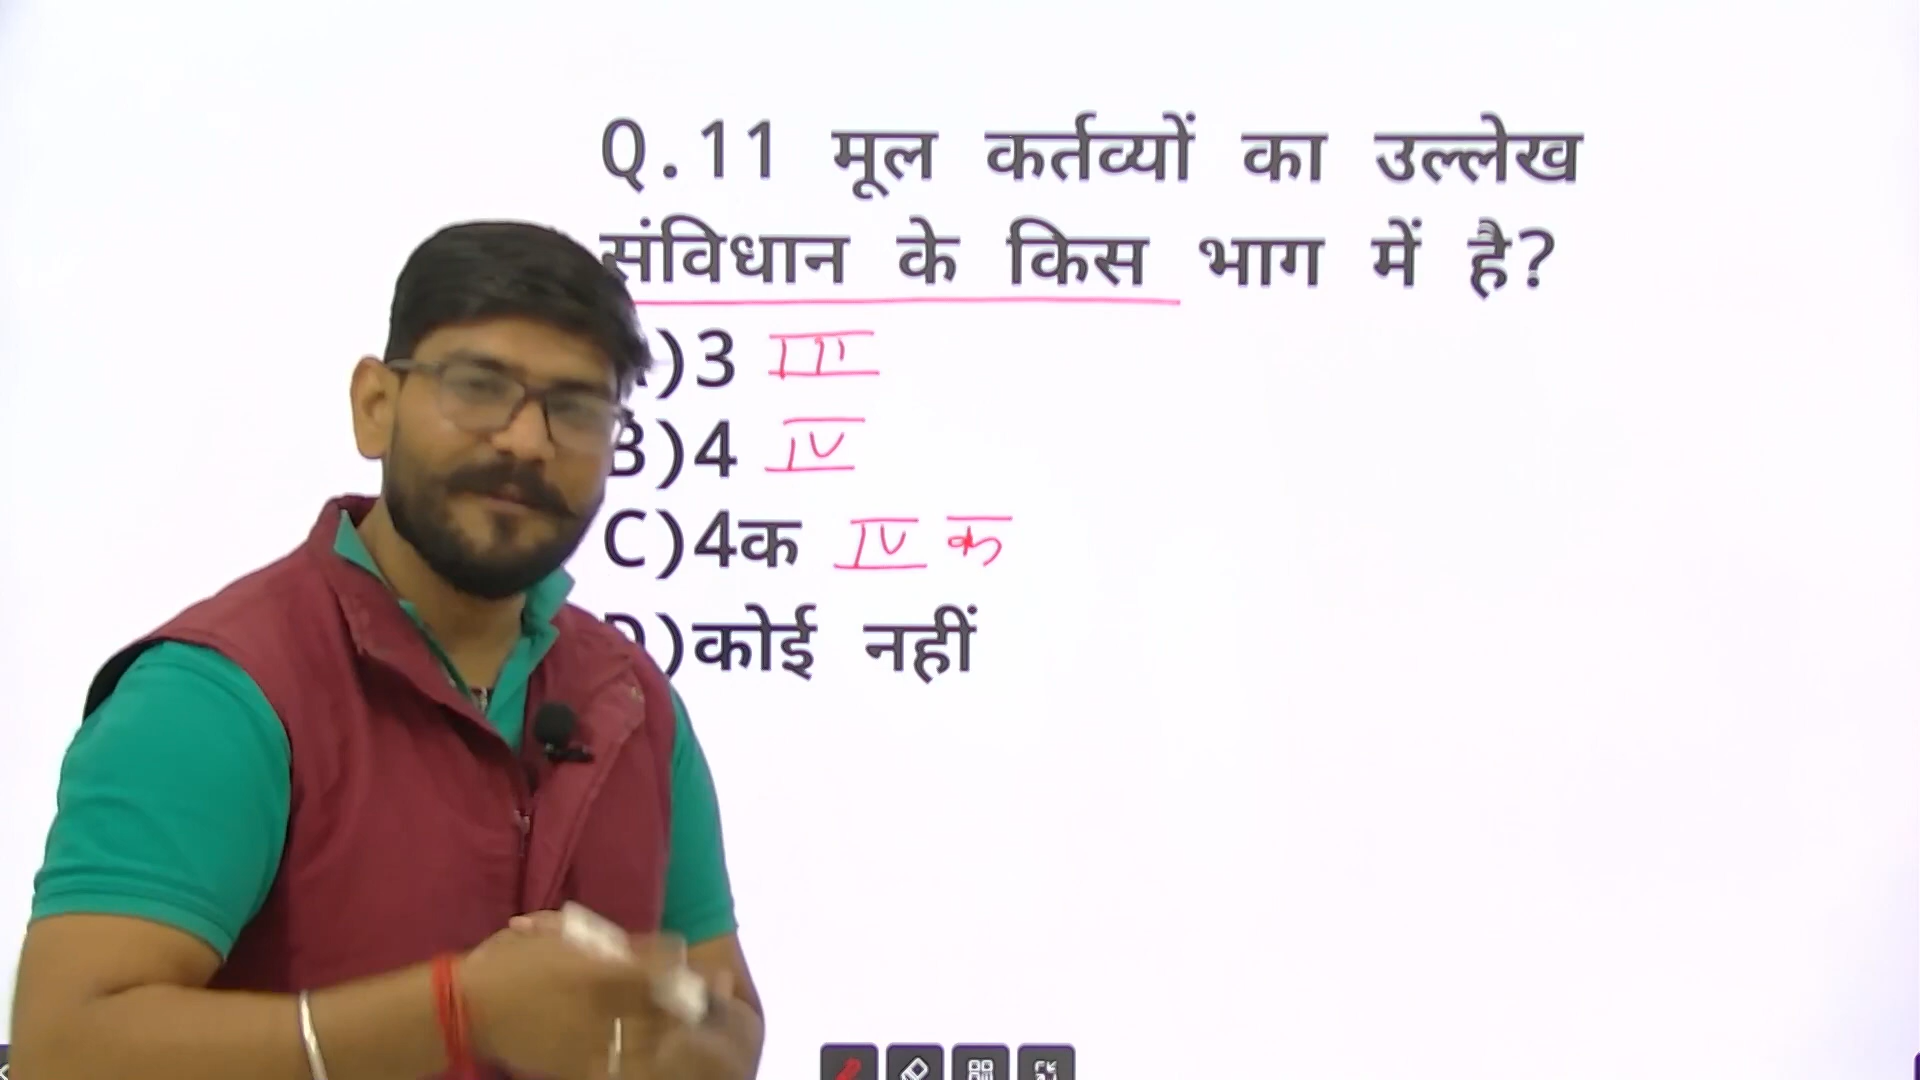 Q.11 मूल कर्तव्यों का उल्लेख
संविधान के किस भाग में है?
)3 III
B)4 IV
C)4क IV क
)कोई नहीं